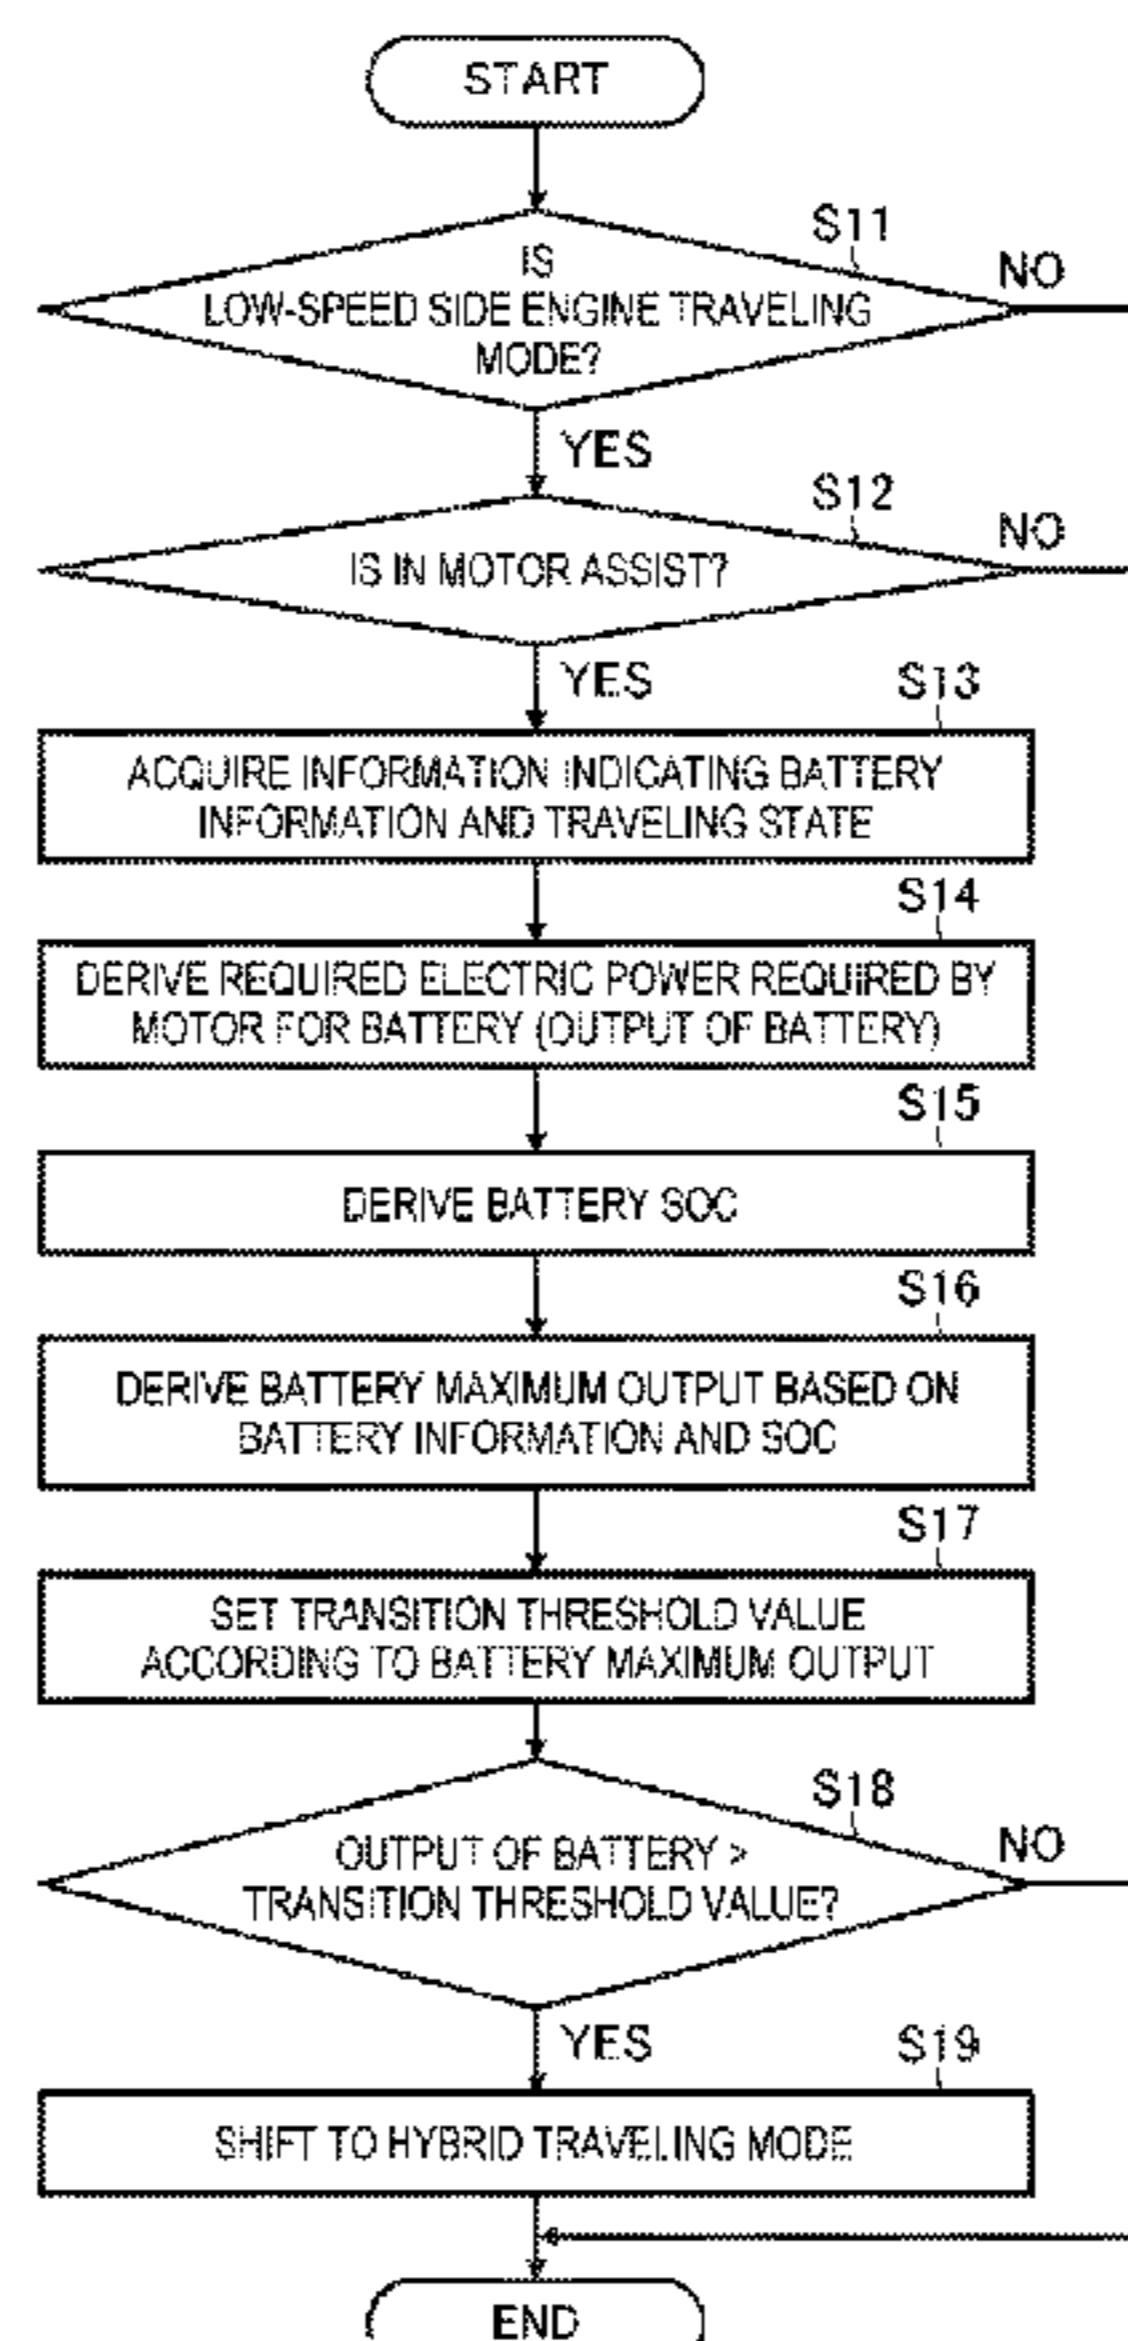 START
S11
IS
LOW-SPEED SIDE ENGINE TRAVELING
MODE?
NO
YES
S12
IS IN MOTOR ASSIST?
NO
YES
S13
ACQUIRE INFORMATION INDICATING BATTERY
INFORMATION AND TRAVELING STATE
S14
DERIVE REQUIRED ELECTRIC POWER REQUIRED BY
MOTOR FOR BATTERY (OUTPUT OF BATTERY)
S15
DERIVE BATTERY SOC
S16
DERIVE BATTERY MAXIMUM OUTPUT BASED ON
BATTERY INFORMATION AND SOC
S17
SET TRANSITION THRESHOLD VALUE
ACCORDING TO BATTERY MAXIMUM OUTPUT
S18
OUTPUT OF BATTERY >
TRANSITION THRESHOLD VALUE?
NO
YES
S19
SHIFT TO HYBRID TRAVELING MODE
END